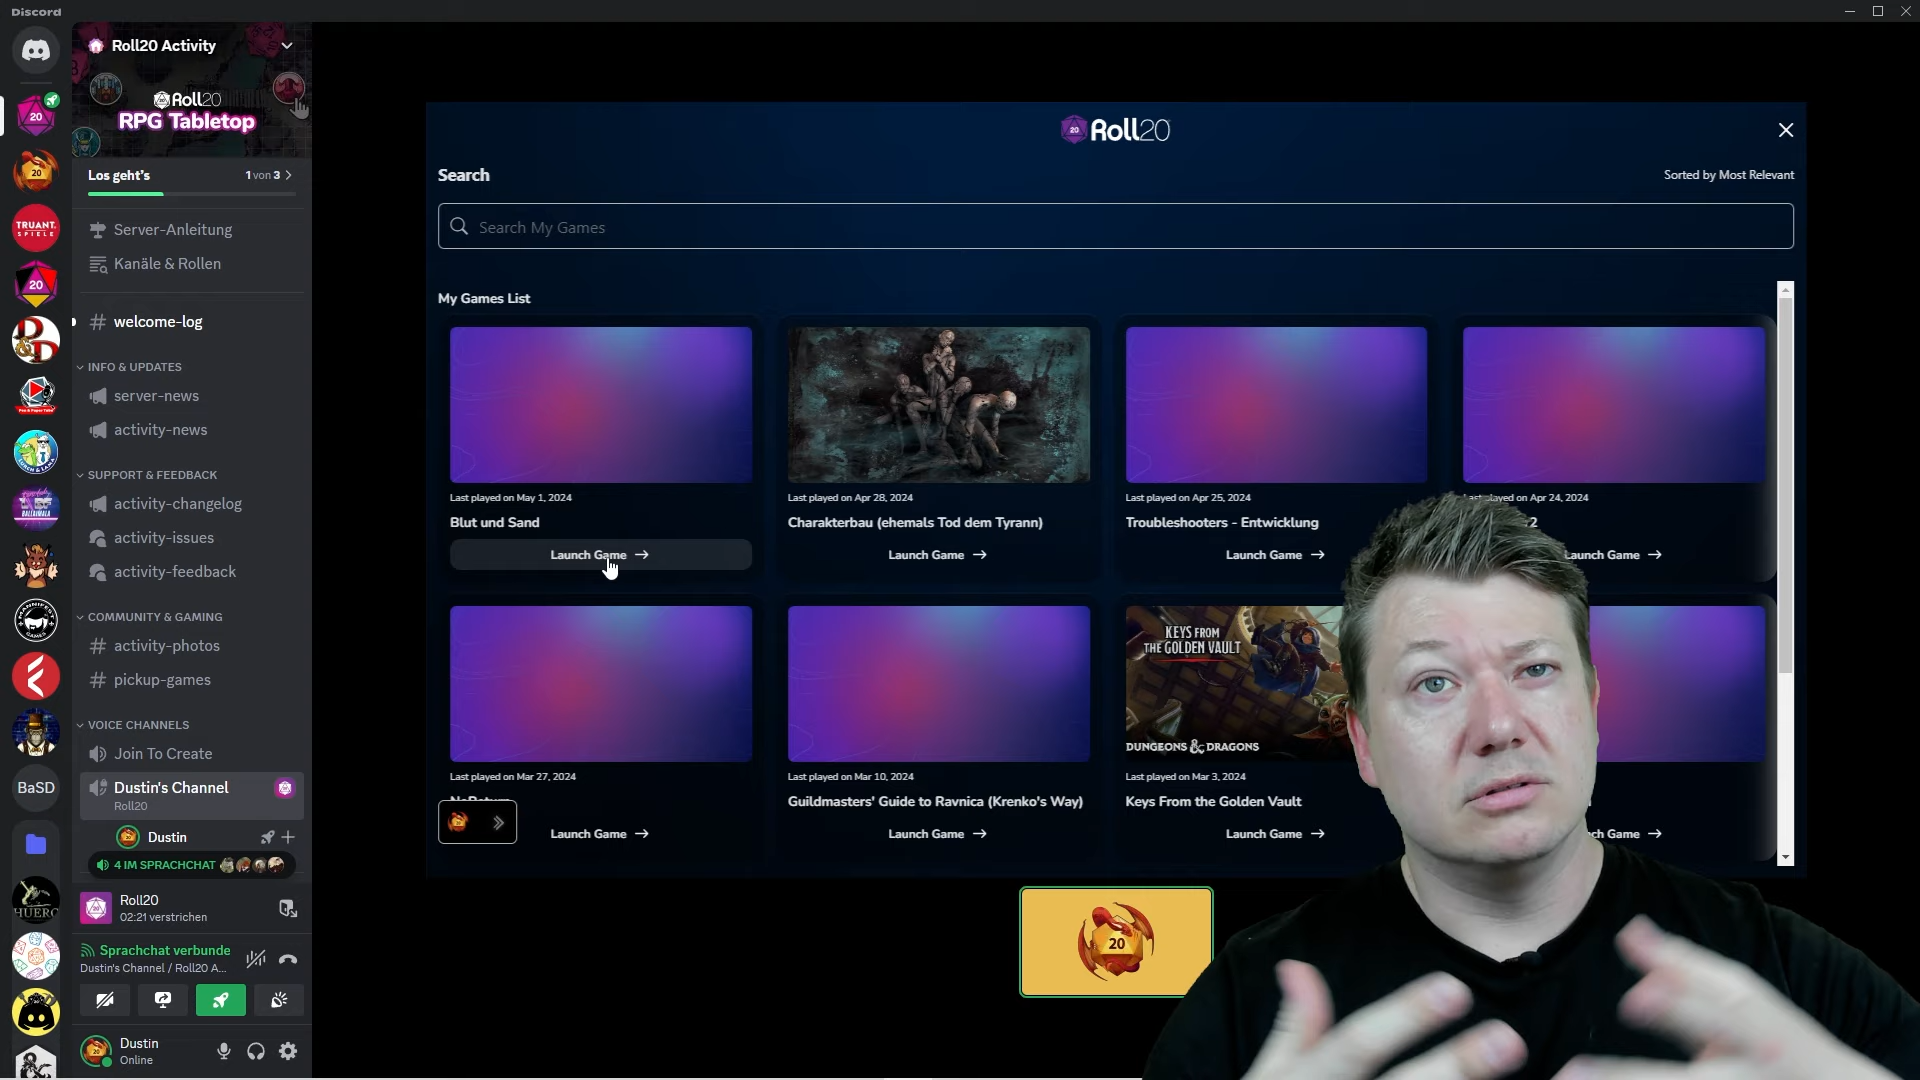 Discord
Roll20 Activity
Roll20
RPG Tabletop
Los geht's
1 von 3
Server-Anleitung
Kanäle & Rollen
welcome-log
INFO & UPDATES
server-news
activity-news
SUPPORT & FEEDBACK
activity-changelog
activity-issues
activity-feedback
COMMUNITY & GAMING
activity-photos
pickup-games
VOICE CHANNELS
Join To Create
Dustin's Channel
Roll20
Dustin
4 IM SPRACHCHAT
Roll20
02:21 verstrichen
Sprachchat verbunde
Dustin's Channel / Roll20 A...
Dustin
Online
20
20
TRUANT
SPIELE
20
BaSD
HUERO
20 Roll20
Search
Sorted by Most Relevant
Search My Games
My Games List
Last played on May 1, 2024
Blut und Sand
Launch Game
Last played on Apr 28, 2024
Charakterbau (ehemals Tod dem Tyrann)
Launch Game
Last played on Apr 25, 2024
Troubleshooters - Entwicklung
Launch Game
played on Apr 24, 2024
2
Launch Game
Last played on Mar 27, 2024
Launch Game
Last played on Mar 10, 2024
Guildmasters' Guide to Ravnica (Krenko's Way)
Launch Game
KEYS FROM
THE GOLDEN VAULT
DUNGEONS & DRAGONS
Last played on Mar 3, 2024
Keys From the Golden Vault
Launch Game
Game
20